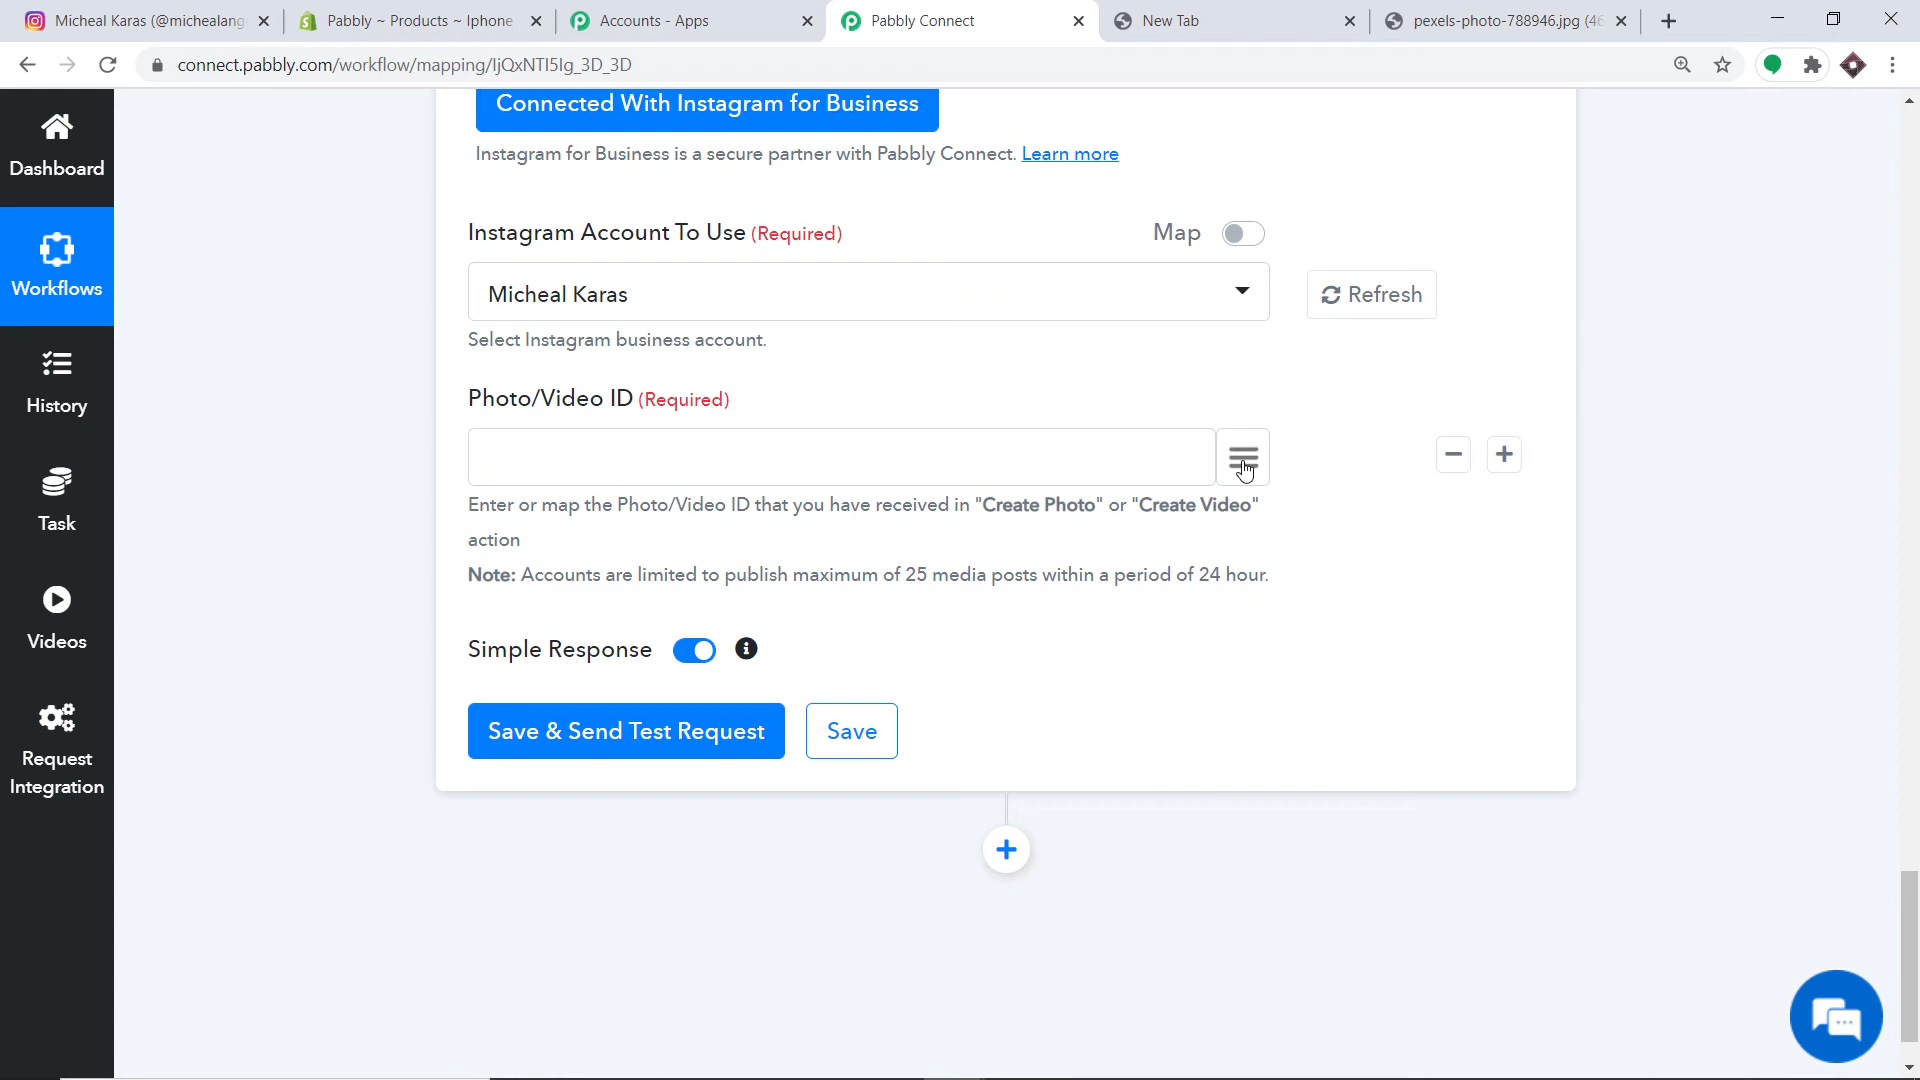 Micheal Karas (@michealang
Pabbly ~ Products ~ Iphone
Accounts - Apps
Pabbly Connect
New Tab
pexels-photo-788946.jpg (46
connect.pabbly.com/workflow/mapping/IjQxNTI5Ig_3D_3D
Dashboard
Workflows
History
Task
Videos
Request
Integration
Connected With Instagram for Business
Instagram for Business is a secure partner with Pabbly Connect. Learn more
Instagram Account To Use (Required)
Map
Micheal Karas
Refresh
Select Instagram business account.
Photo/Video ID (Required)
Enter or map the Photo/Video ID that you have received in "Create Photo" or "Create Video"
action
Note: Accounts are limited to publish maximum of 25 media posts within a period of 24 hour.
Simple Response
Save & Send Test Request
Save